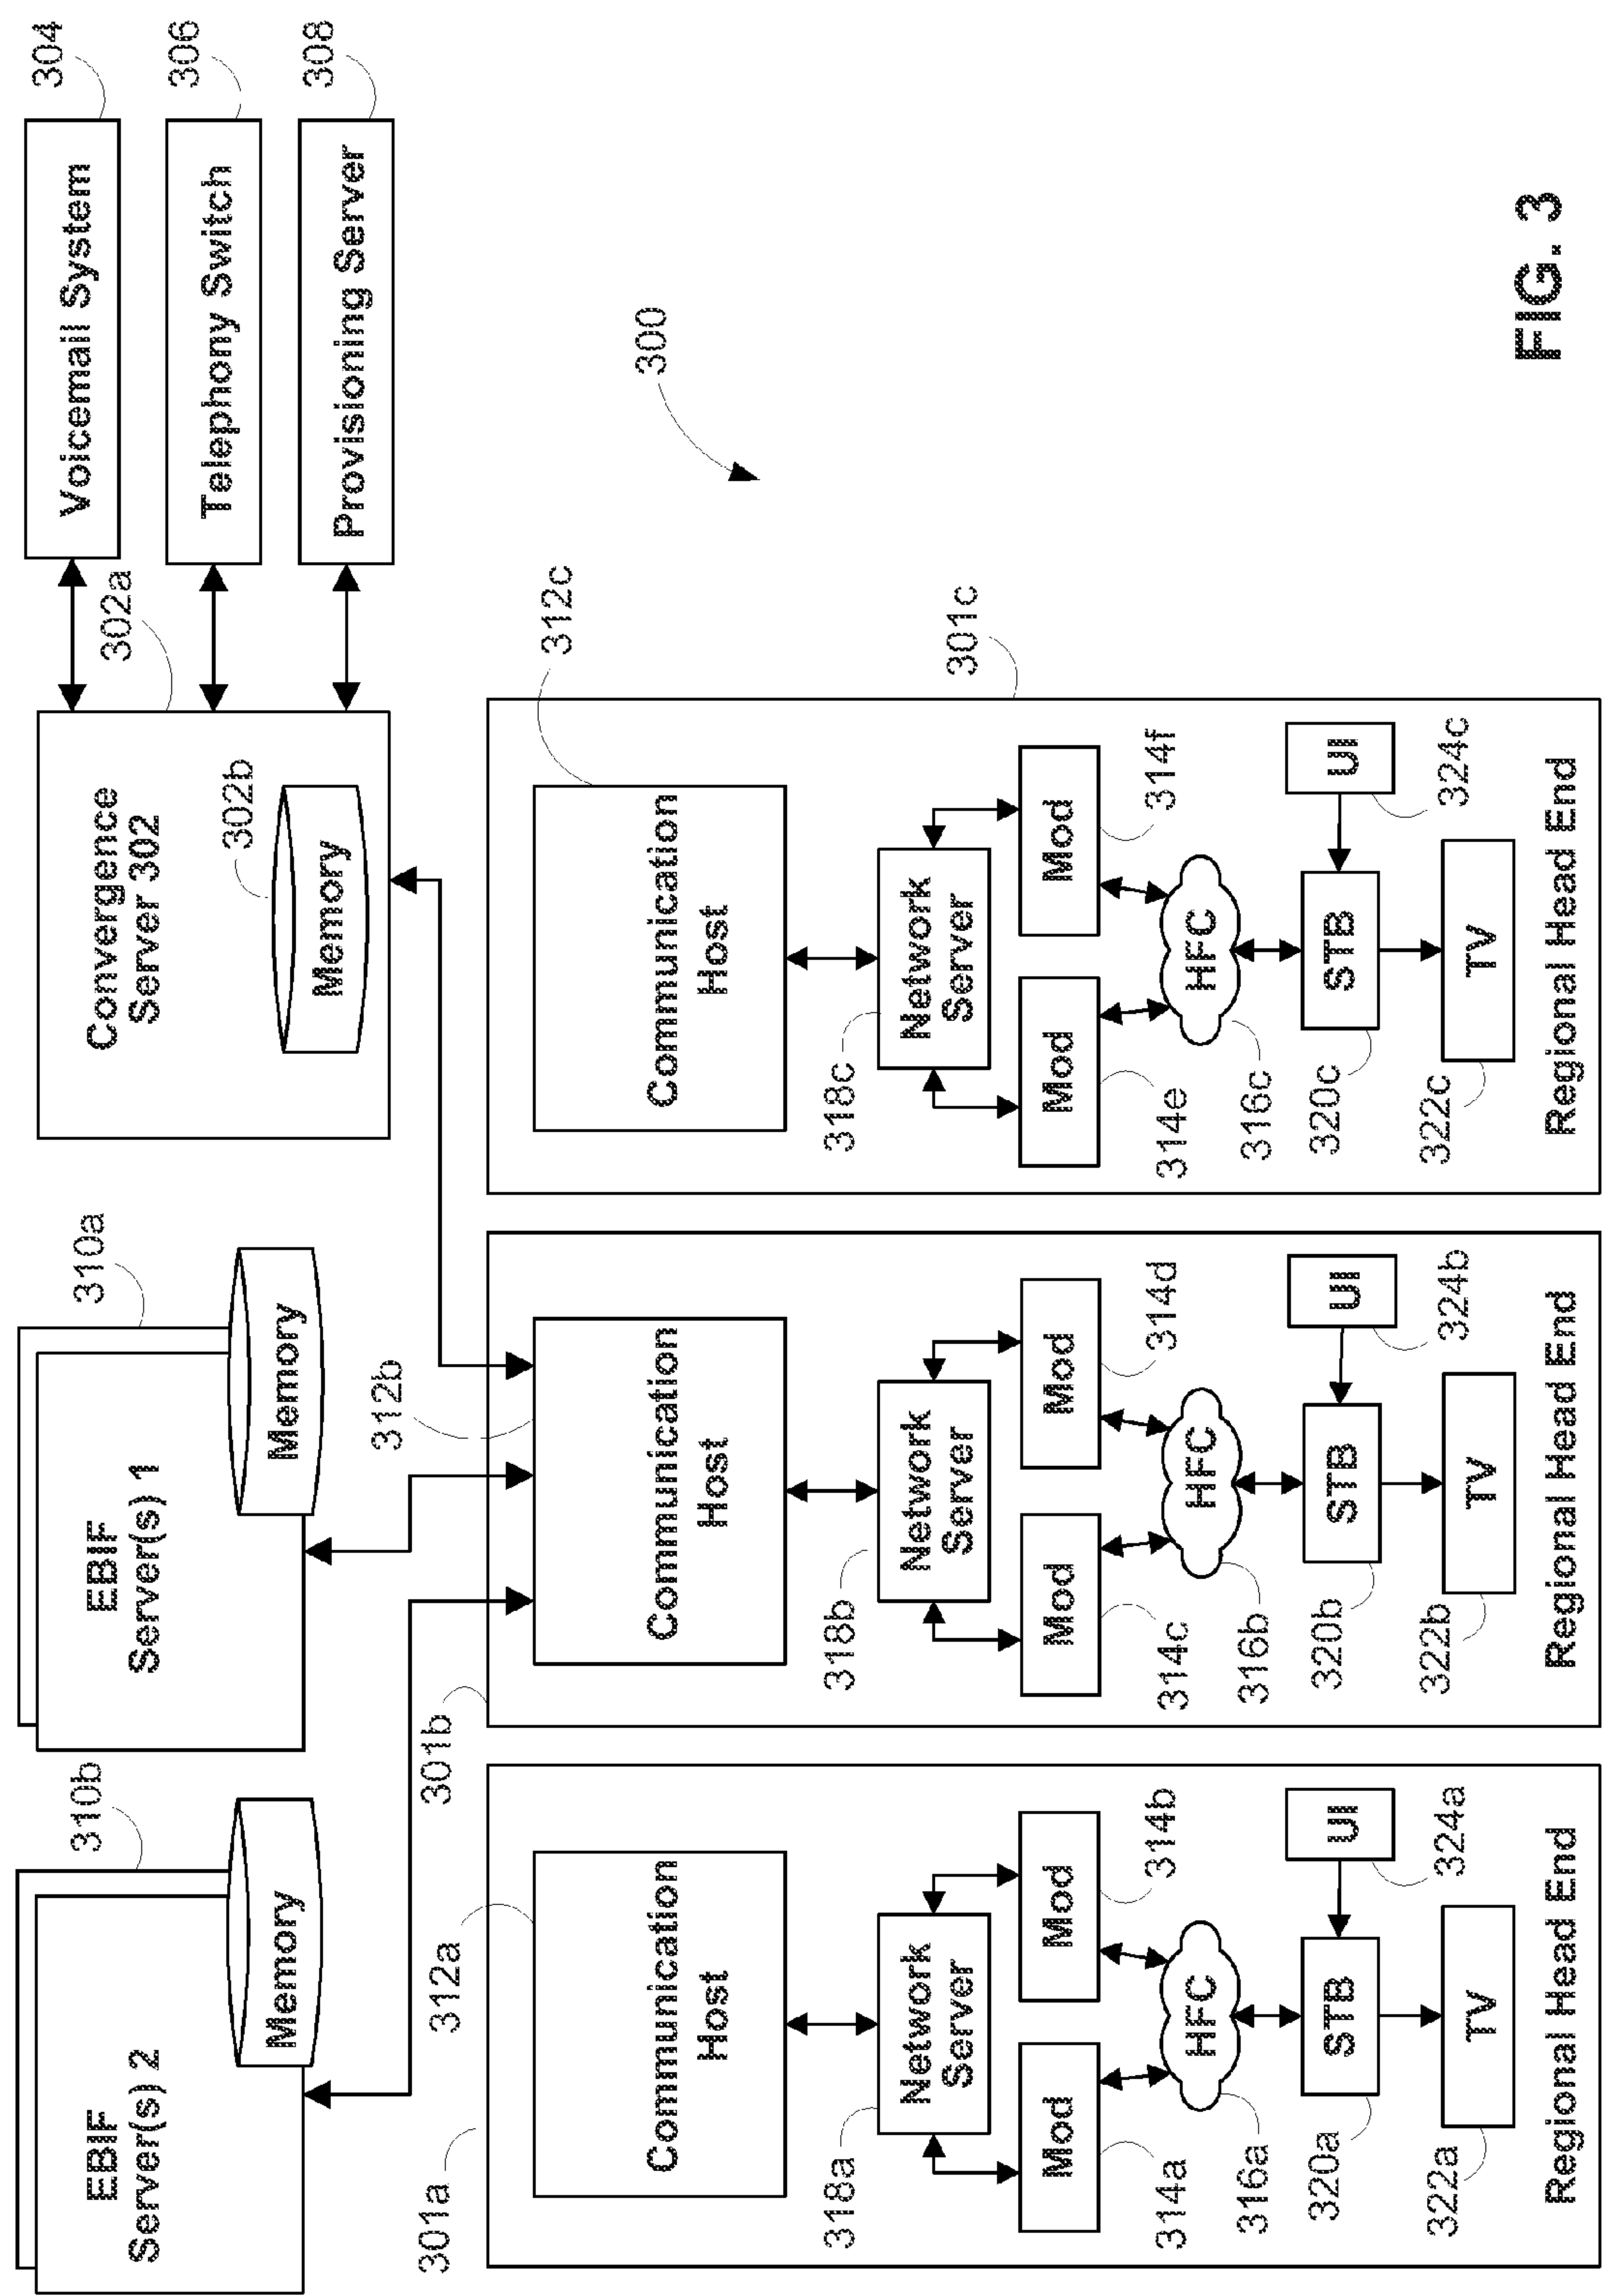 304
Voicemail System
306
Telephony Switch
308
Provisioning Server
302a
Convergence
Server 302
302b
Memory
310a
EBIF
Server(s) 1
Memory
310b
EBIF
Server(s) 2
Memory
300
301a
312a
Communication
Host
318a
Network
Server
Mod
314a
Mod
314b
HFC
316a
STB
320a
UI
324a
TV
322a
Regional Head End
301b
312b
Communication
Host
318b
Network
Server
Mod
314c
Mod
314d
HFC
316b
STB
320b
UI
324b
TV
322b
Regional Head End
301c
312c
Communication
Host
318c
Network
Server
Mod
314e
Mod
314f
HFC
316c
STB
320c
UI
324c
TV
322c
Regional Head End
FIG. 3